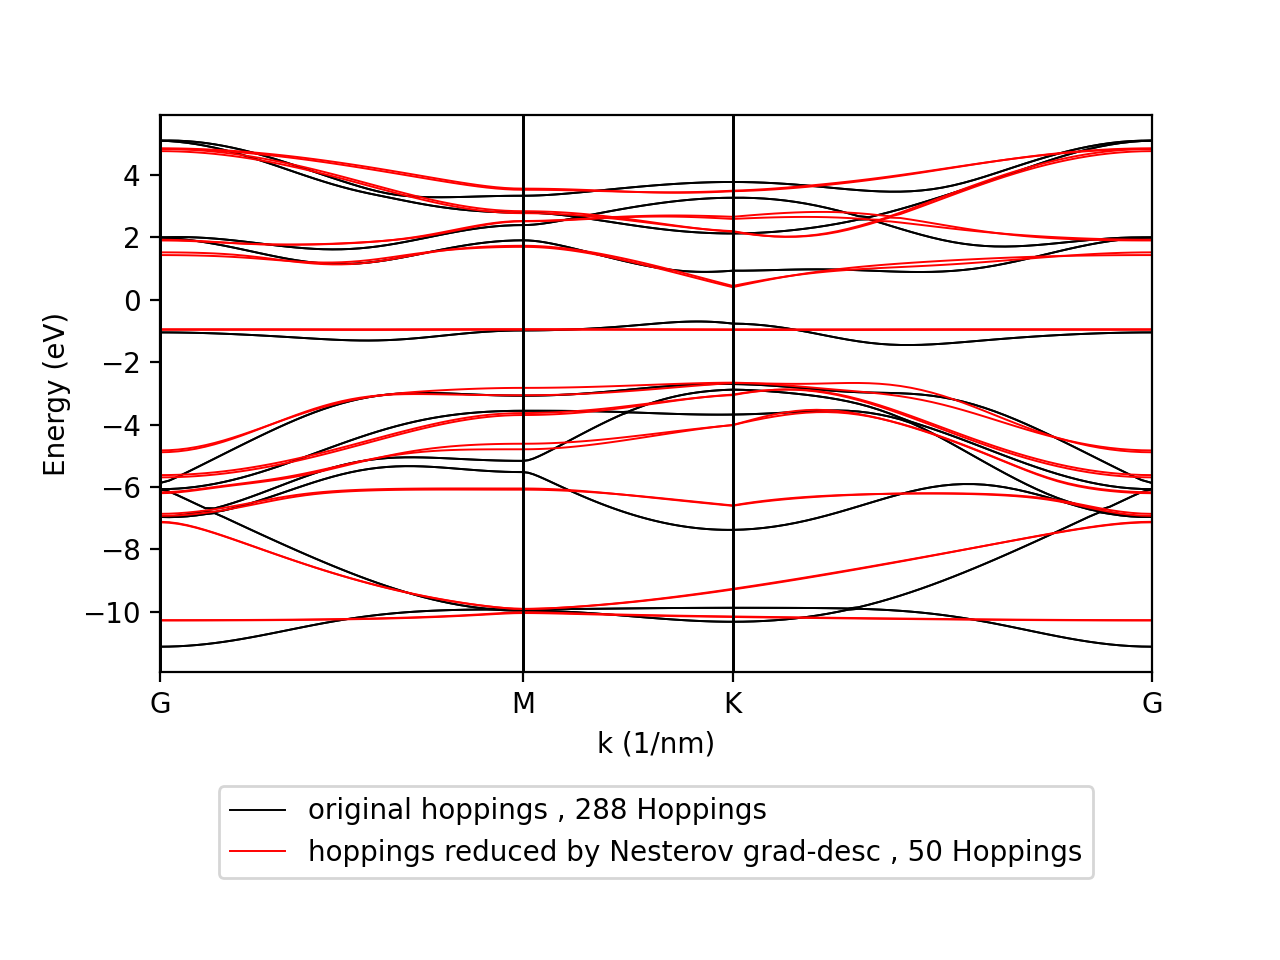 4
2
0
−2
−4
−6
−8
−10
Energy (eV)
G M K G
k (1/nm)
original hoppings , 288 Hoppings
hoppings reduced by Nesterov grad-desc , 50 Hoppings